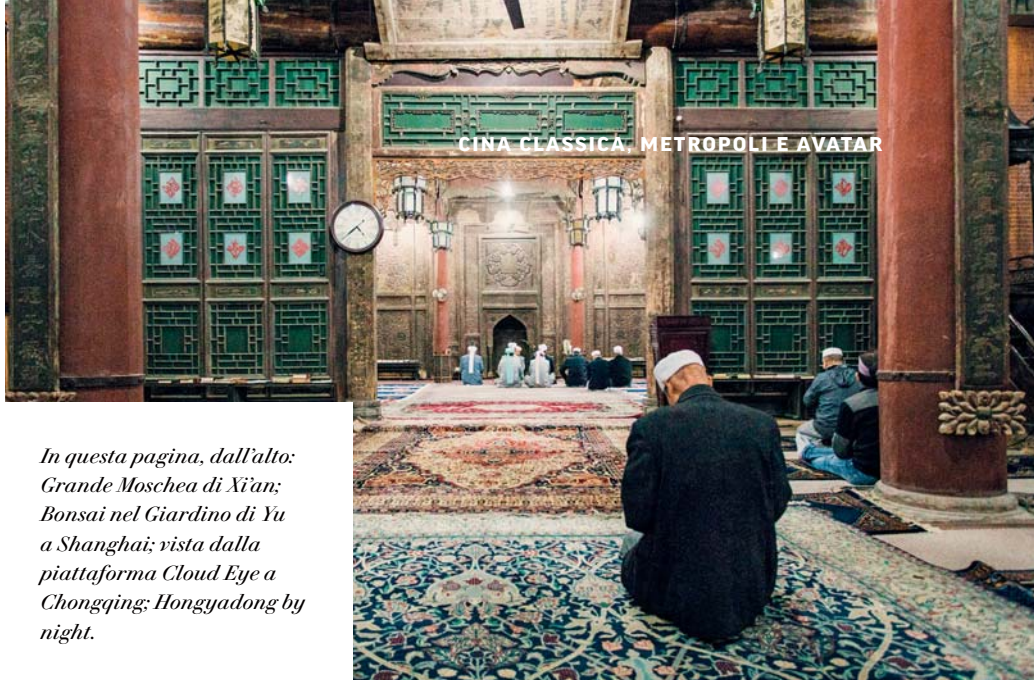 CINA CLASSICA, METROPOLI E AVATAR
In questa pagina, dall'alto:
Grande Moschea di Xi'an;
Bonsai nel Giardino di Yu
a Shanghai; vista dalla
piattaforma Cloud Eye a
Chongqing; Hongyadong by
night.